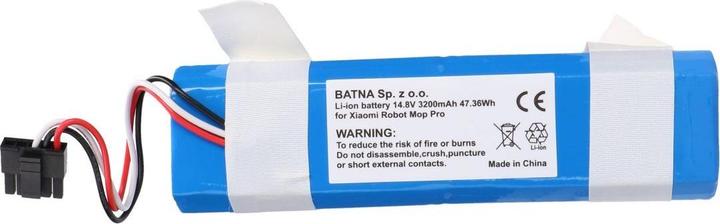 BATNA Sp. z o.o.
Li-ion battery 14.8V 3200mAh 47.36Wh
for Xiaomi Robot Mop Pro
CE
WARNING:
To reduce the risk of fire or burns
Do not disassemble,crush,puncture
or short external contacts.
Li-ion
Made in China